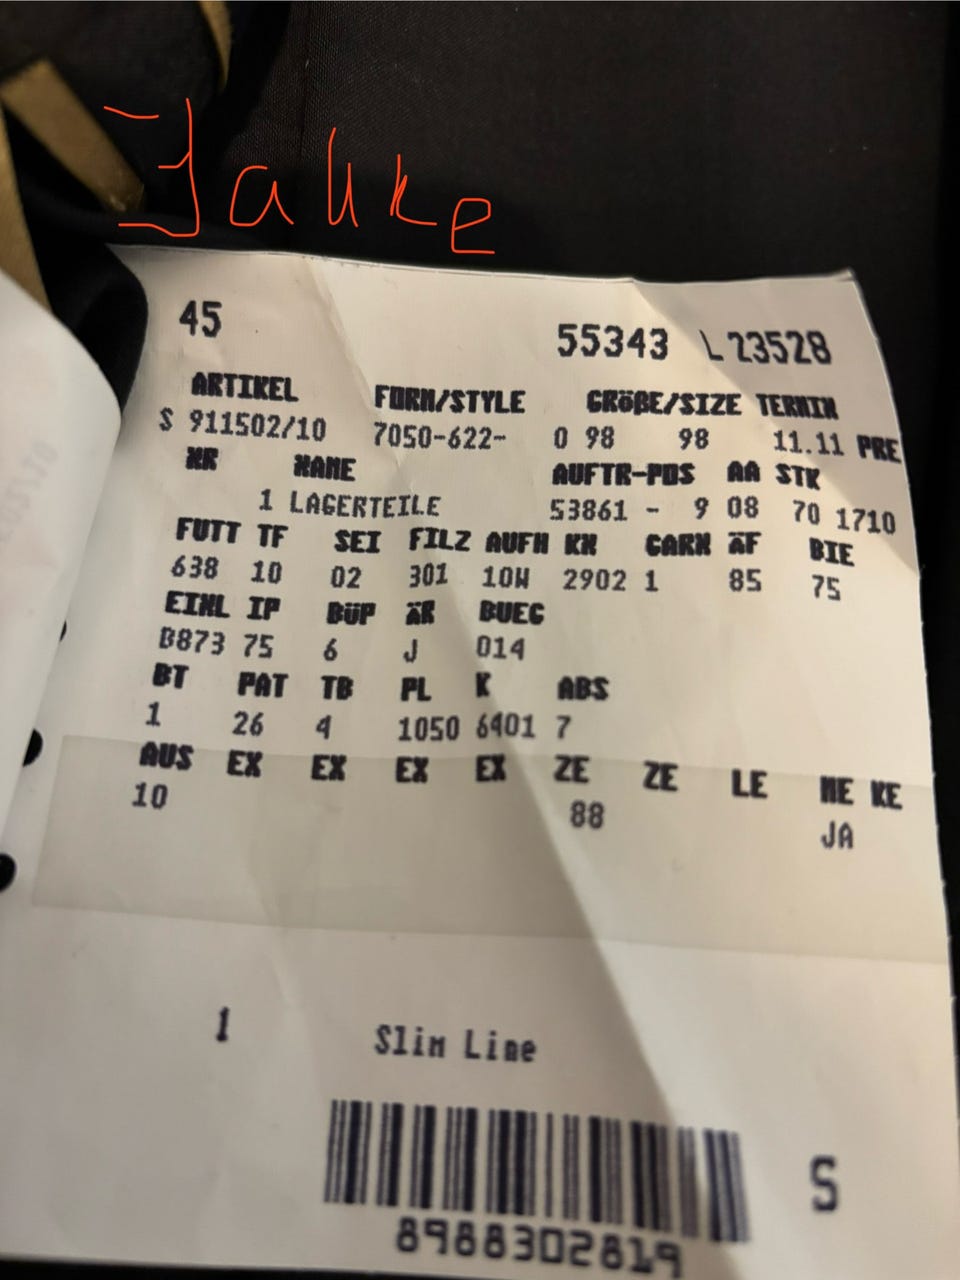 Jakke
45 55343 L23528
ARTIKEL FORM/STYLE GRÖßE/SIZE TERMIN
S 911502/10 7050-622- 0 98 98 11.11 PRE
NR NAME AUFTR-POS AA STK
1 LAGERTEILE 53861 - 9 08 70 1710
FUTT TF SEI FILZ AUFH KN GARN ÄF BIE
638 10 02 301 10W 2902 1 85 75
EINL IP BÜP ÄR BUEG
B873 75 6 J 014
BT PAT TB PL K ABS
1 26 4 1050 6401 7
AUS EX EX EX EX ZE ZE LE ME KE
10 88 JA
1 Slim Line
S
8988302819